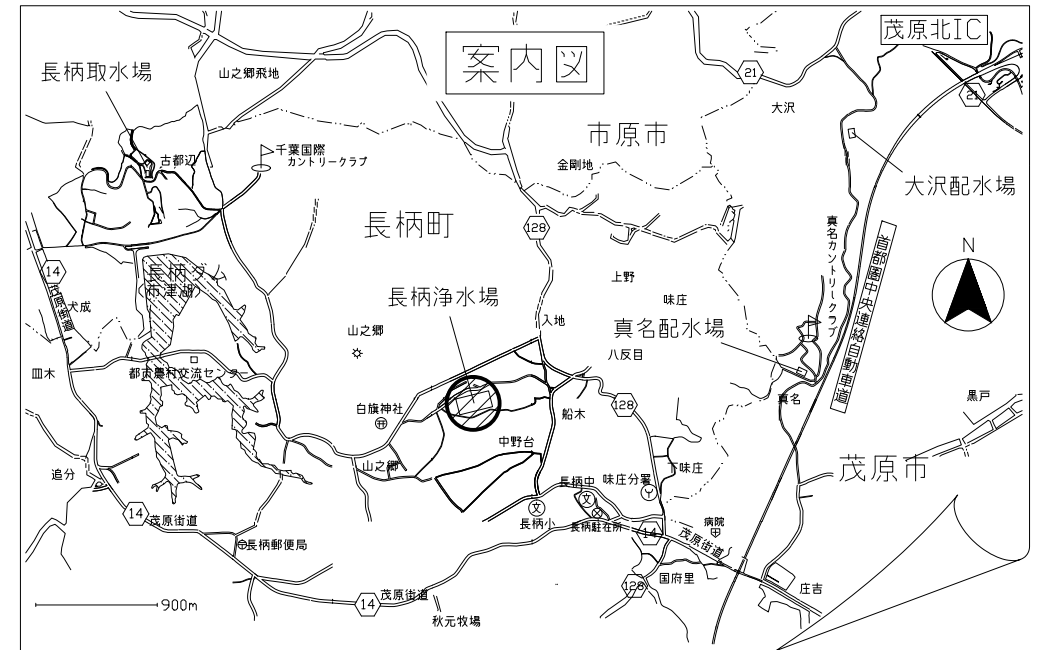 案内図
茂原北IC
長柄取水場
山之郷飛地
21
21
大沢
市原市
千葉国際
カントリークラブ
古都辺
金剛地
大沢配水場
長柄町
128
真名カントリークラブ
首都圏中央連絡自動車道
N
14
茂原街道
長柄ダム
(市津湖)
犬成
上野
味庄
長柄浄水場
入地
真名配水場
山之郷
八反目
皿木
都市農村交流センター
白旗神社
128
船木
真名
黒戸
中野台
山之郷
追分
下味庄
茂原市
長柄中
味庄分署
文
文
長柄小
長柄駐在所
14
茂原街道
14
茂原街道
病院
長柄郵便局
国府里
128
庄吉
14
茂原街道
秋元牧場
900m